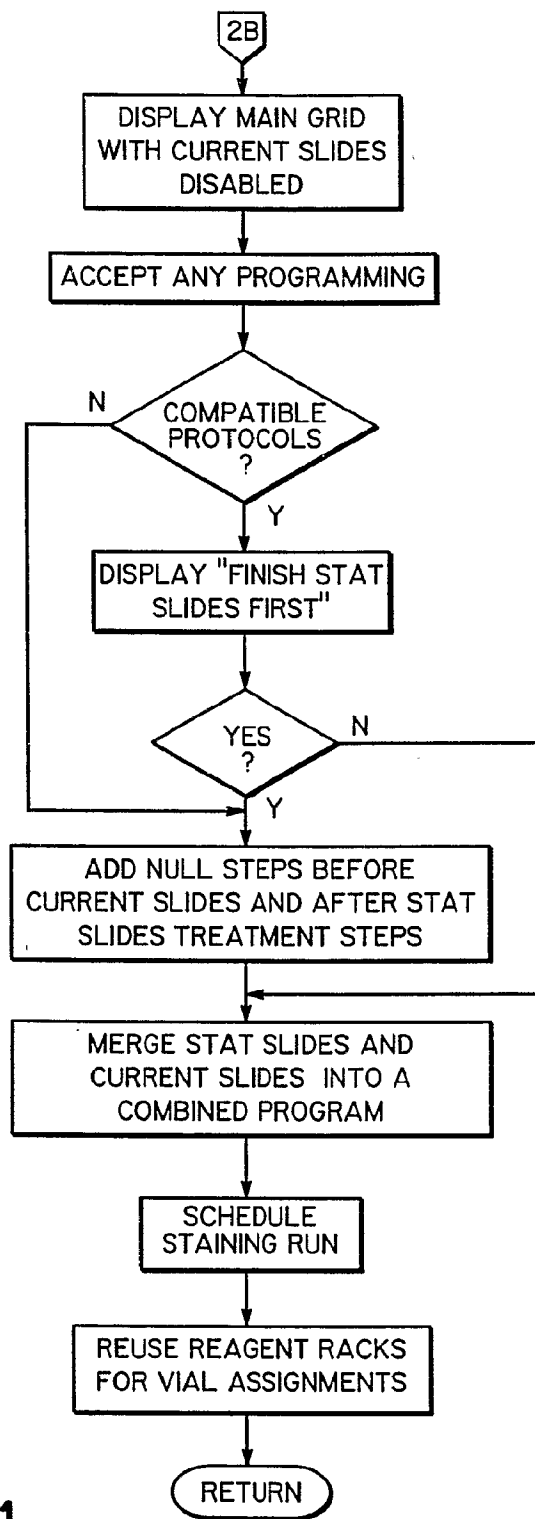 2B
DISPLAY MAIN GRID
WITH CURRENT SLIDES
DISABLED
ACCEPT ANY PROGRAMMING
N
COMPATIBLE
PROTOCOLS
?
Y
DISPLAY "FINISH STAT
SLIDES FIRST"
YES
?
N
Y
ADD NULL STEPS BEFORE
CURRENT SLIDES AND AFTER STAT
SLIDES TREATMENT STEPS
MERGE STAT SLIDES AND
CURRENT SLIDES INTO A
COMBINED PROGRAM
SCHEDULE
STAINING RUN
REUSE REAGENT RACKS
FOR VIAL ASSIGNMENTS
RETURN